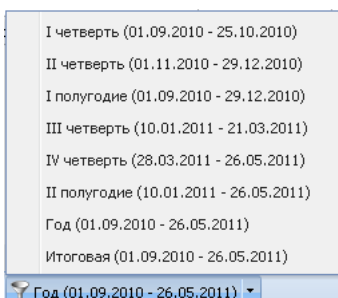 I четверть (01.09.2010 - 25.10.2010)
II четверть (01.11.2010 - 29.12.2010)
I полугодие (01.09.2010 - 29.12.2010)
III четверть (10.01.2011 - 21.03.2011)
IV четверть (28.03.2011 - 26.05.2011)
II полугодие (10.01.2011 - 26.05.2011)
Год (01.09.2010 - 26.05.2011)
Итоговая (01.09.2010 - 26.05.2011)
Год (01.09.2010 - 26.05.2011)